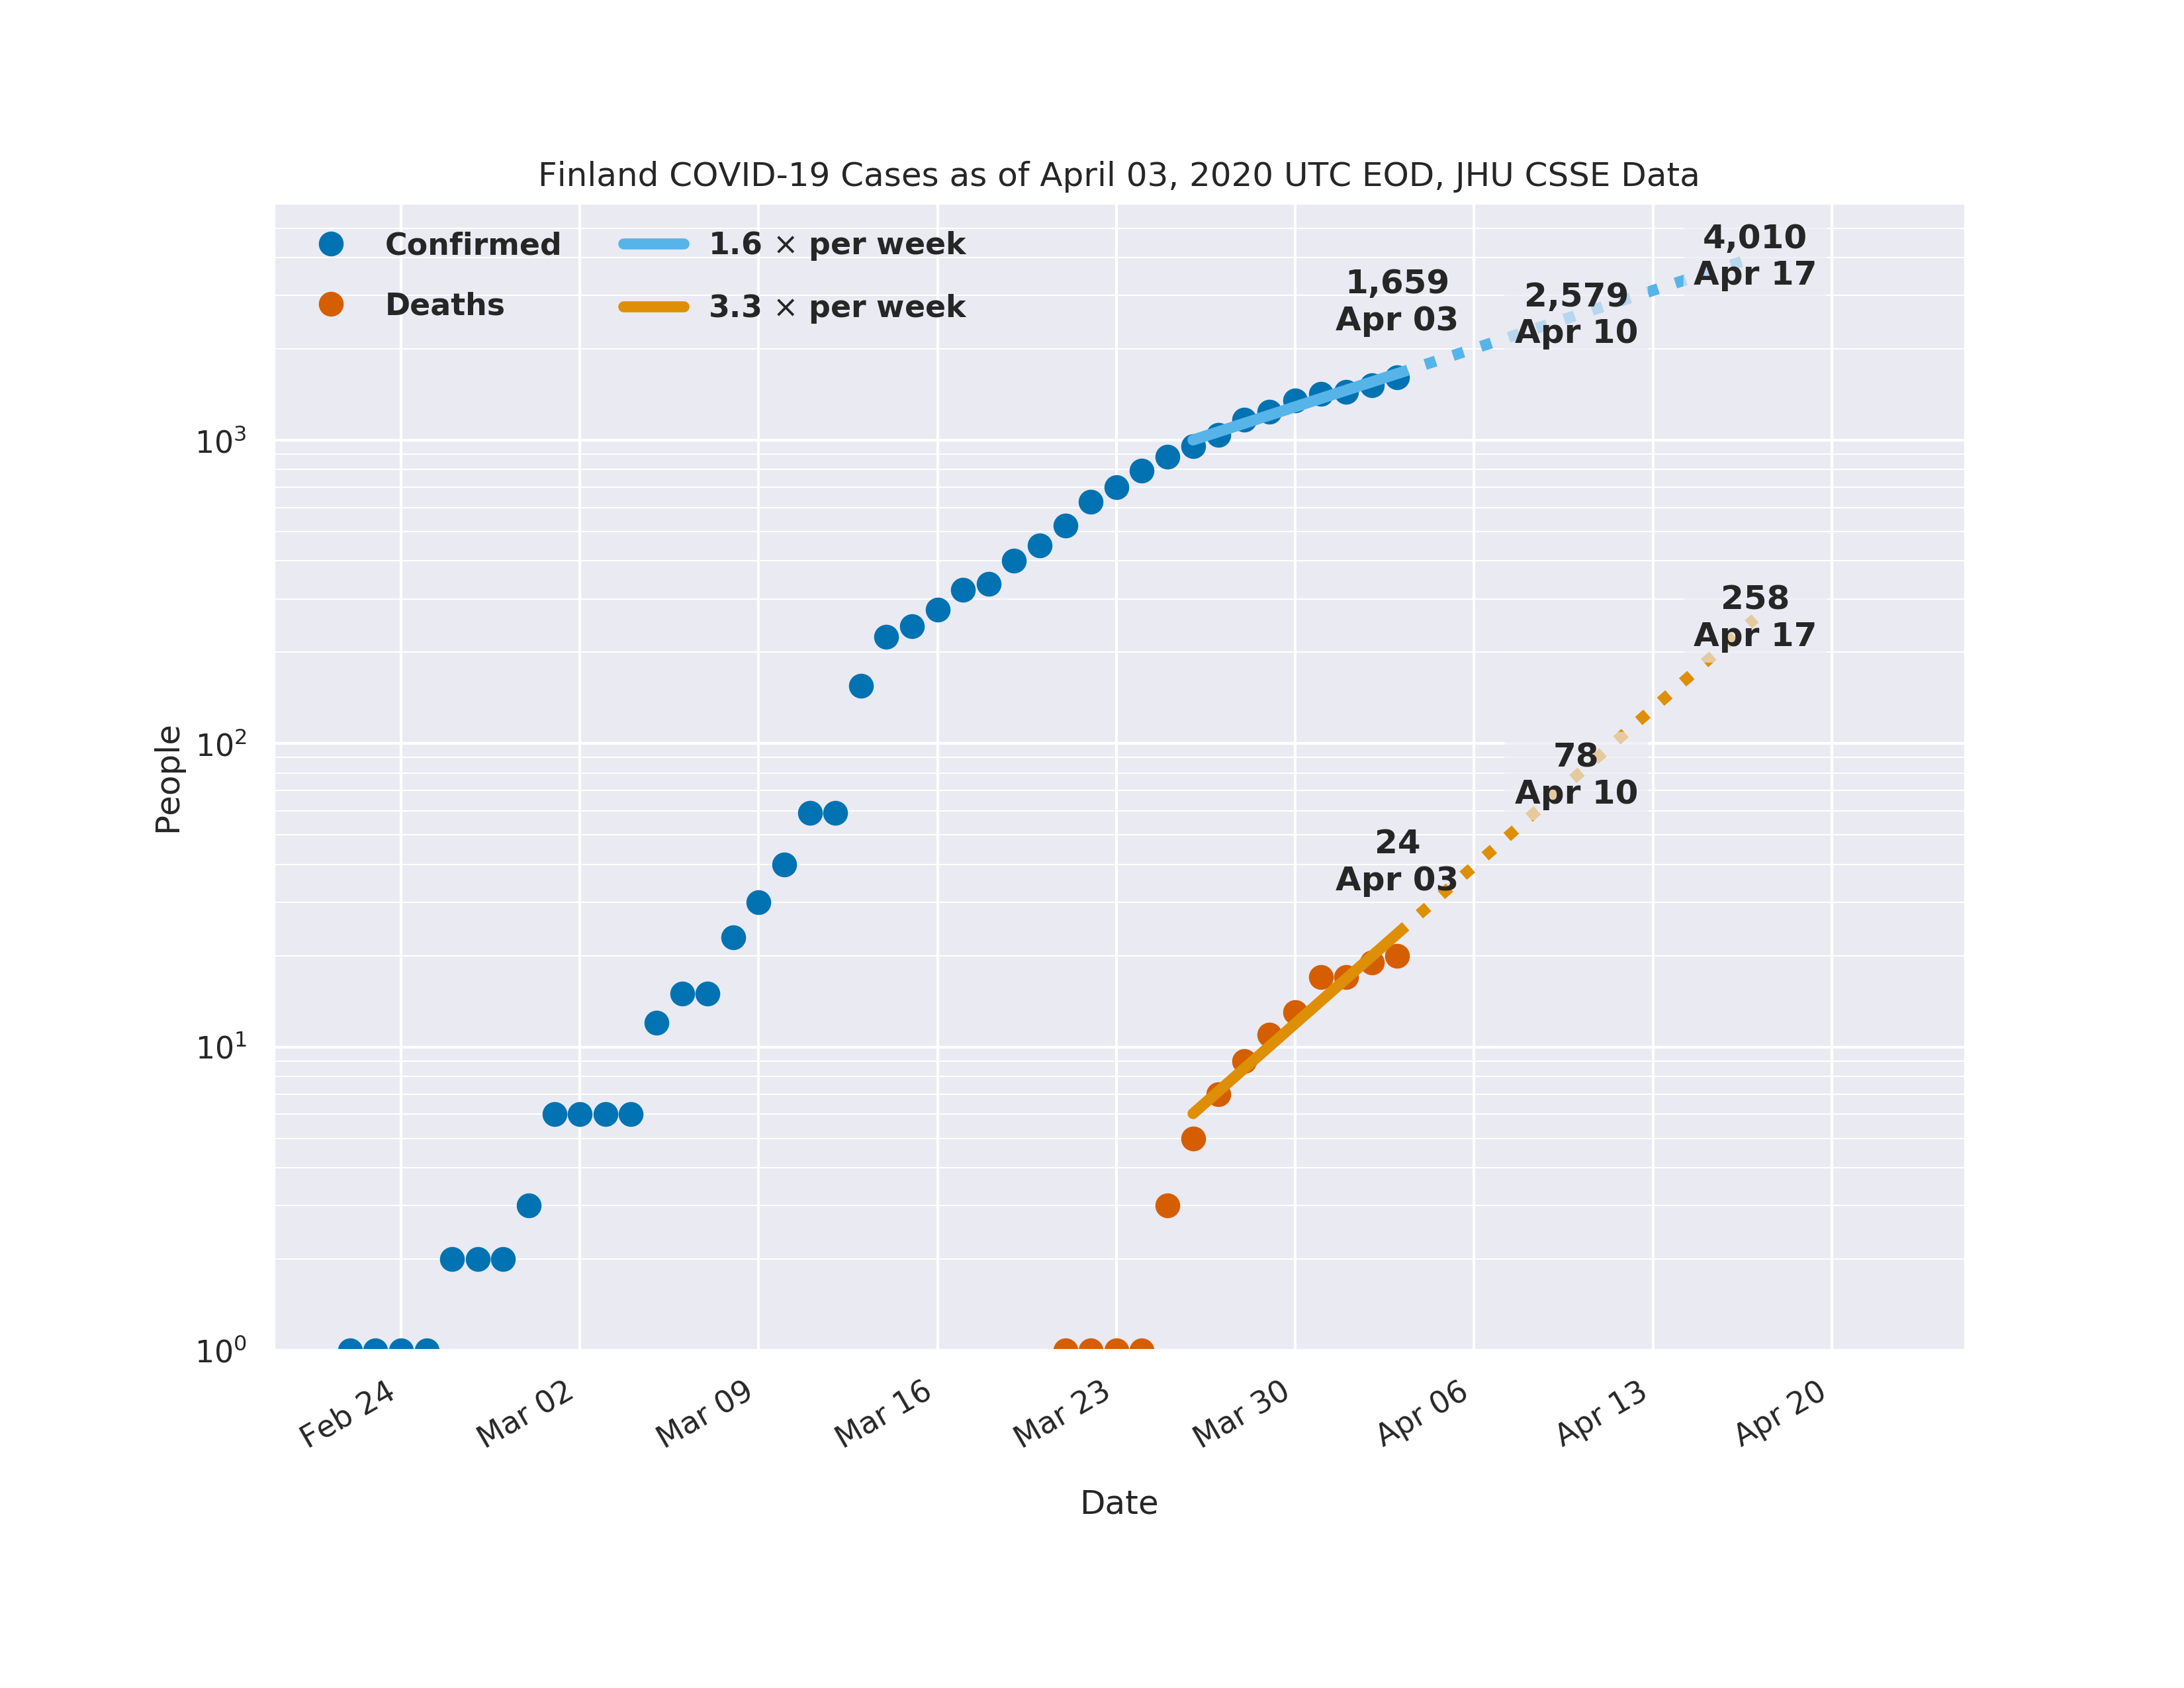 Finland COVID-19 Cases as of April 03, 2020 UTC EOD, JHU CSSE Data
Confirmed
Deaths
1.6 × per week
3.3 × per week
1,659
Apr 03
2,579
Apr 10
4,010
Apr 17
24
Apr 03
78
Apr 10
258
Apr 17
People
10³
10²
10¹
10⁰
Feb 24
Mar 02
Mar 09
Mar 16
Mar 23
Mar 30
Apr 06
Apr 13
Apr 20
Date